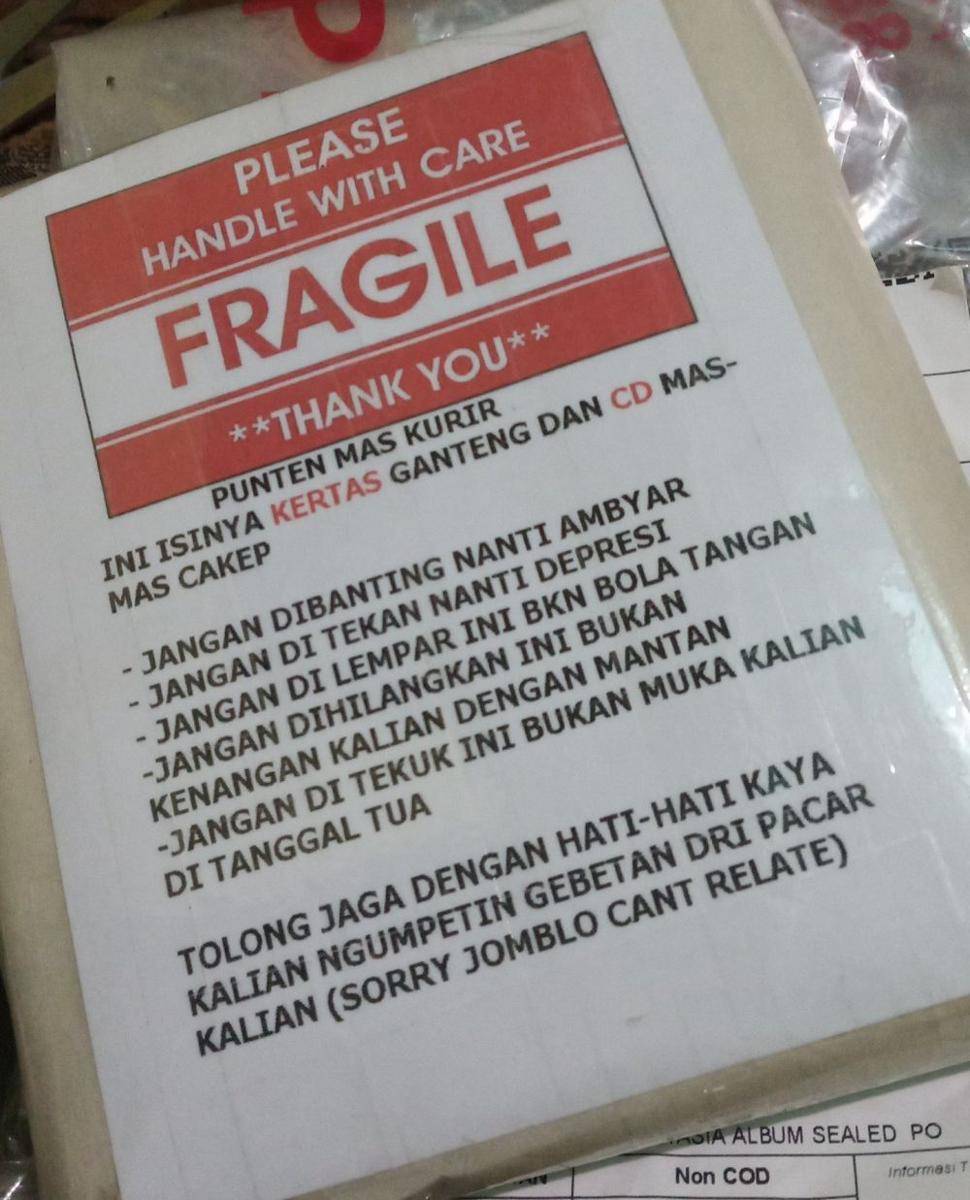 PLEASE
HANDLE WITH CARE
FRAGILE
**THANK YOU**
PUNTEN MAS KURIR
INI ISINYA KERTAS GANTENG DAN CD MAS-
MAS CAKEP
- JANGAN DIBANTING NANTI AMBYAR
- JANGAN DI TEKAN NANTI DEPRESI
- JANGAN DI LEMPAR INI BKN BOLA TANGAN
-JANGAN DIHILANGKAN INI BUKAN
KENANGAN KALIAN DENGAN MANTAN
-JANGAN DI TEKUK INI BUKAN MUKA KALIAN
DI TANGGAL TUA
TOLONG JAGA DENGAN HATI-HATI KAYA
KALIAN NGUMPETIN GEBETAN DRI PACAR
KALIAN (SORRY JOMBLO CANT RELATE)
ALBUM SEALED PO
Non COD
Informasi T